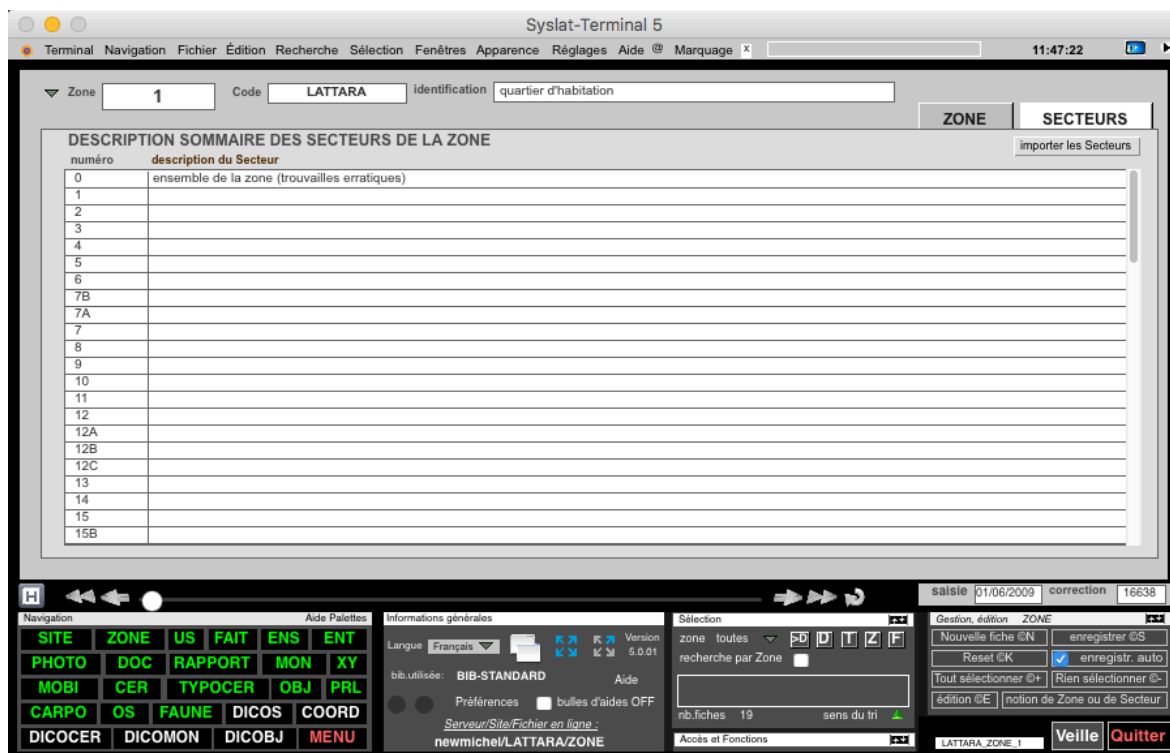 Syslat-Terminal 5
Terminal Navigation Fichier Édition Recherche Sélection Fenêtres Apparence Réglages Aide @ Marquage x 11:47:22
Zone 1 Code LATTARA identification quartier d'habitation
ZONE SECTEURS
DESCRIPTION SOMMAIRE DES SECTEURS DE LA ZONE
importer les Secteurs
numéro description du Secteur
0 ensemble de la zone (trouvailles erratiques)
1
2
3
4
5
6
7B
7A
7
8
9
10
11
12
12A
12B
12C
13
14
15
15B
H
saisie 01/06/2009 correction 16638
Navigation Aide Palettes
SITE ZONE US FAIT ENS ENT
PHOTO DOC RAPPORT MON XY
MOBI CER TYPOCER OBJ PRL
CARPO OS FAUNE DICOS COORD
DICOCER DICOMON DICOBJ MENU
Informations générales
Langue Français Version
5.0.01
bib.utilisée: BIB-STANDARD Aide
Préférences bulles d'aides OFF
Serveur/Site/Fichier en ligne :
newmichel/LATTARA/ZONE
Sélection
zone toutes >D D T Z F
recherche par Zone
nb.fiches 19 sens du tri
Accès et Fonctions
Gestion, édition ZONE
Nouvelle fiche ©N enregistrer ©S
Reset ©K enregistr. auto
Tout sélectionner ©+ Rien sélectionner ©-
édition ©E notion de Zone ou de Secteur
LATTARA_ZONE_1 Veille Quitter